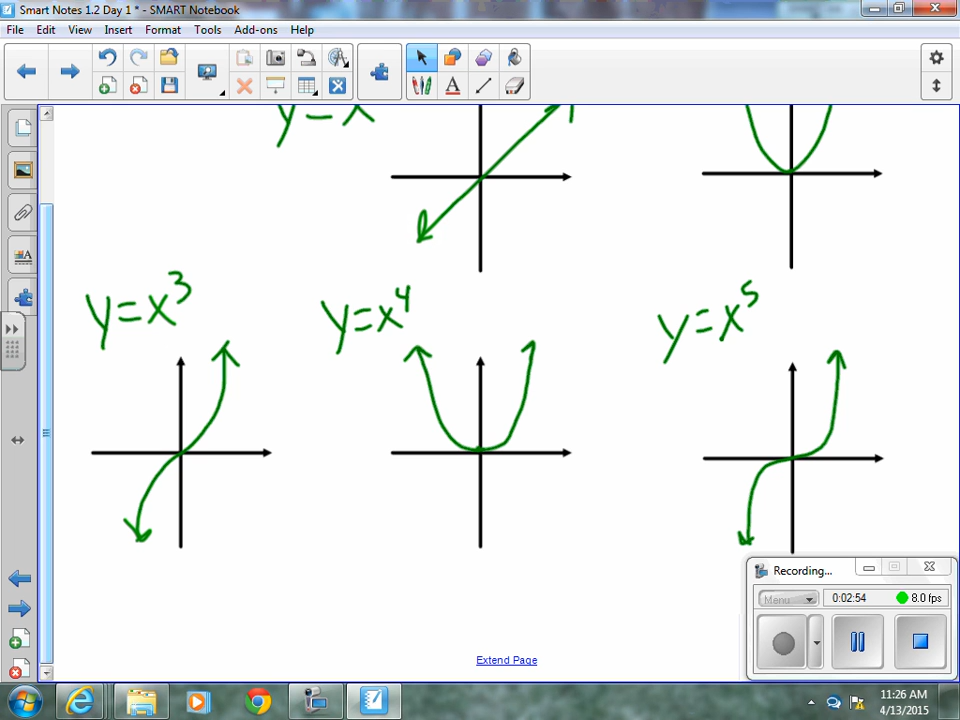 Smart Notes 1.2 Day 1 * - SMART Notebook
File Edit View Insert Format Tools Add-ons Help
y=x
y=x³
y=x⁴
y=x⁵
Recording...
Menu
0:02:54
8.0 fps
Extend Page
11:26 AM
4/13/2015